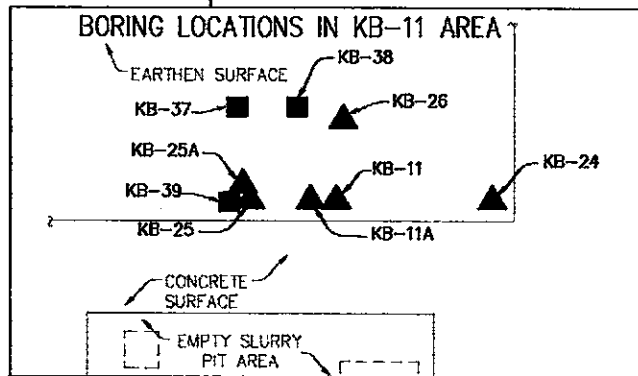 BORING LOCATIONS IN KB-11 AREA
EARTHEN SURFACE
KB-38
KB-37
KB-26
KB-25A
KB-11
KB-24
KB-39
KB-25
KB-11A
CONCRETE
SURFACE
EMPTY SLURRY
PIT AREA